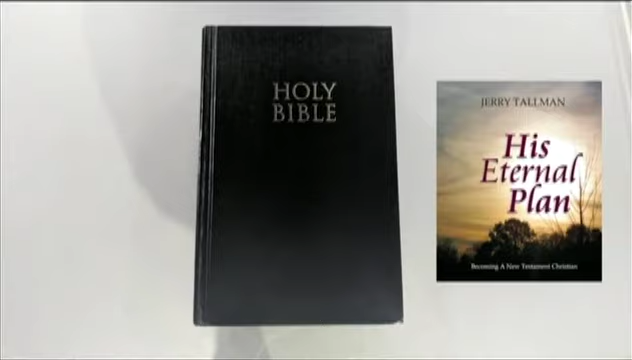 HOLY
BIBLE
JERRY TALLMAN
His
Eternal
Plan
Becoming A New Testament Christian